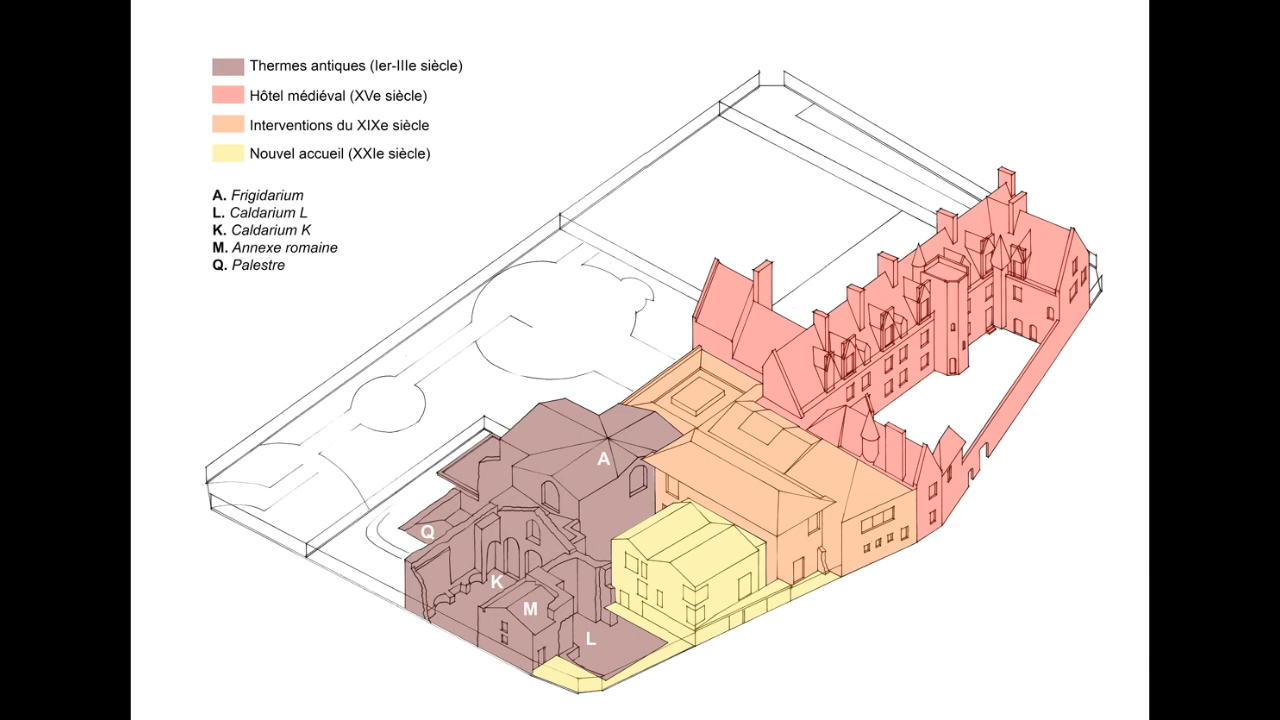 Thermes antiques (Ier-IIIe siècle)
Hôtel médiéval (XVe siècle)
Interventions du XIXe siècle
Nouvel accueil (XXIe siècle)
A. Frigidarium
L. Caldarium L
K. Caldarium K
M. Annexe romaine
Q. Palestre
A
Q
K
M
L